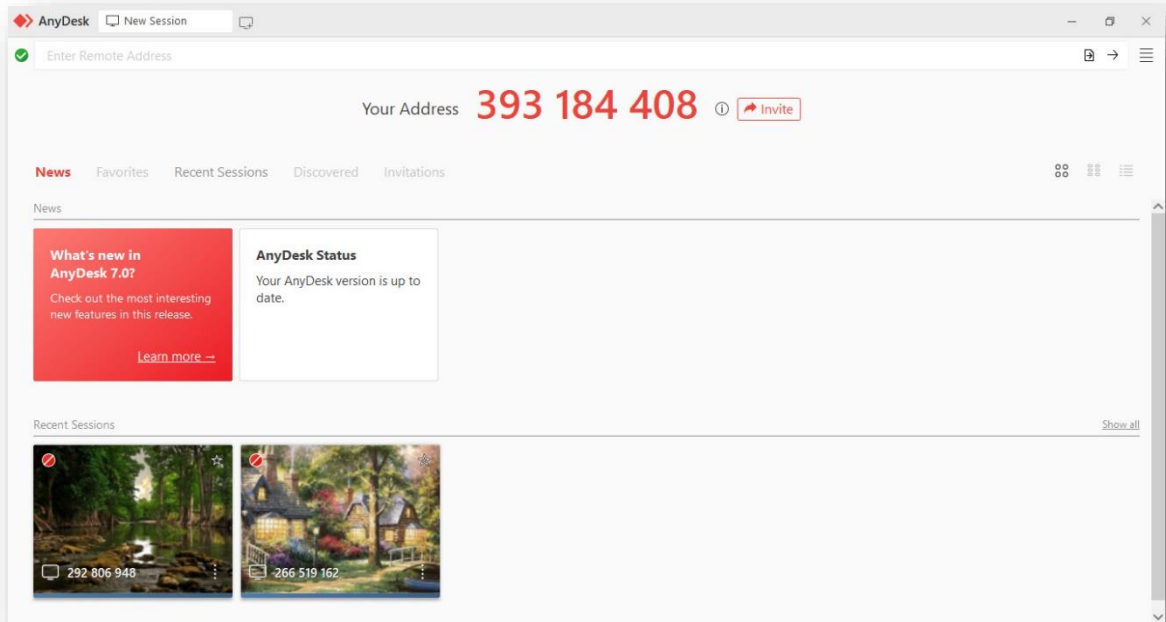 AnyDesk New Session
Enter Remote Address
Your Address 393 184 408 Invite
News Favorites Recent Sessions Discovered Invitations
News
What's new in
AnyDesk 7.0?
Check out the most interesting
new features in this release.
Learn more →
AnyDesk Status
Your AnyDesk version is up to
date.
Recent Sessions Show all
292 806 948
266 519 162